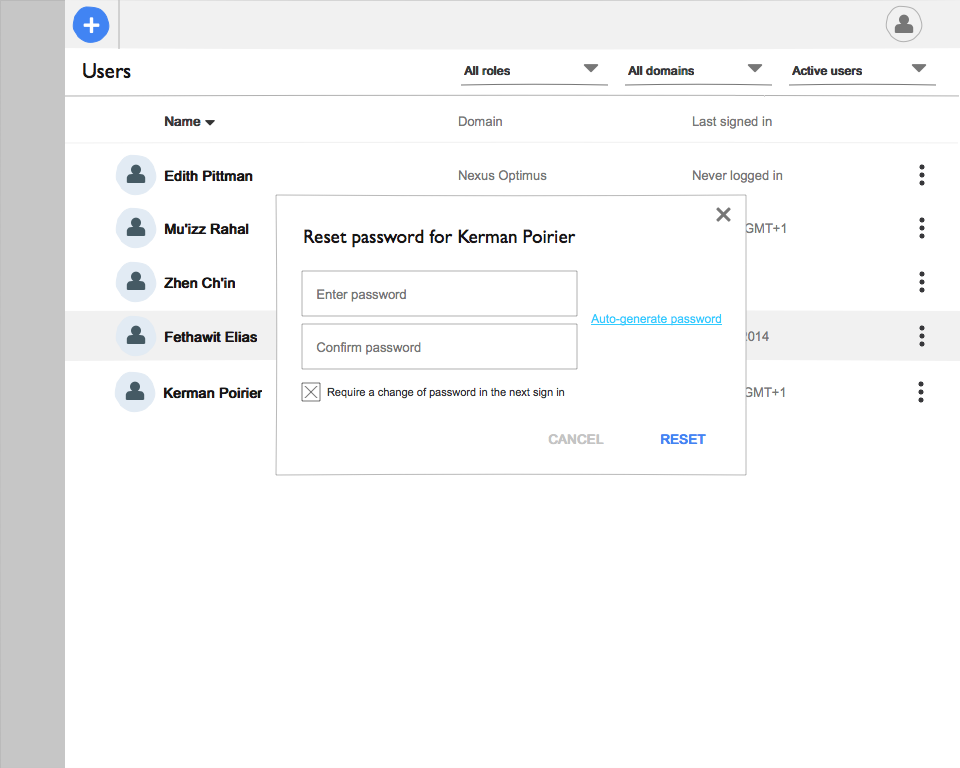 Users
All roles
All domains
Active users
Name
Domain
Last signed in
Edith Pittman
Nexus Optimus
Never logged in
Mu'izz Rahal
GMT+1
Zhen Ch'in
Fethawit Elias
2014
Kerman Poirier
GMT+1
Reset password for Kerman Poirier
Enter password
Auto-generate password
Confirm password
Require a change of password in the next sign in
CANCEL
RESET